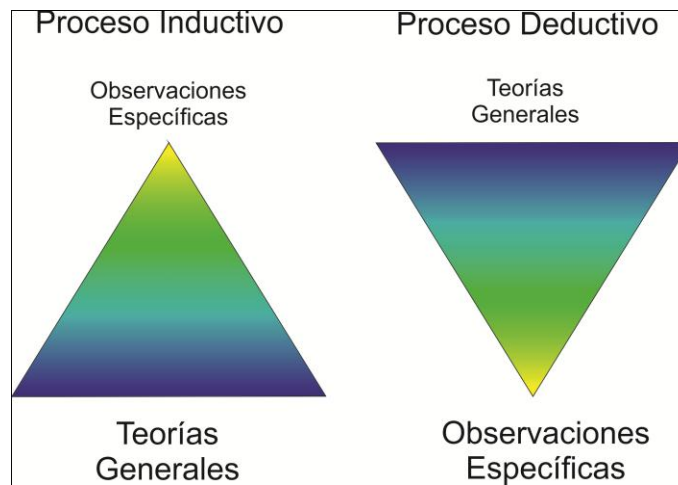 Proceso Inductivo
Observaciones
Específicas
Teorías
Generales
Proceso Deductivo
Teorías
Generales
Observaciones
Específicas